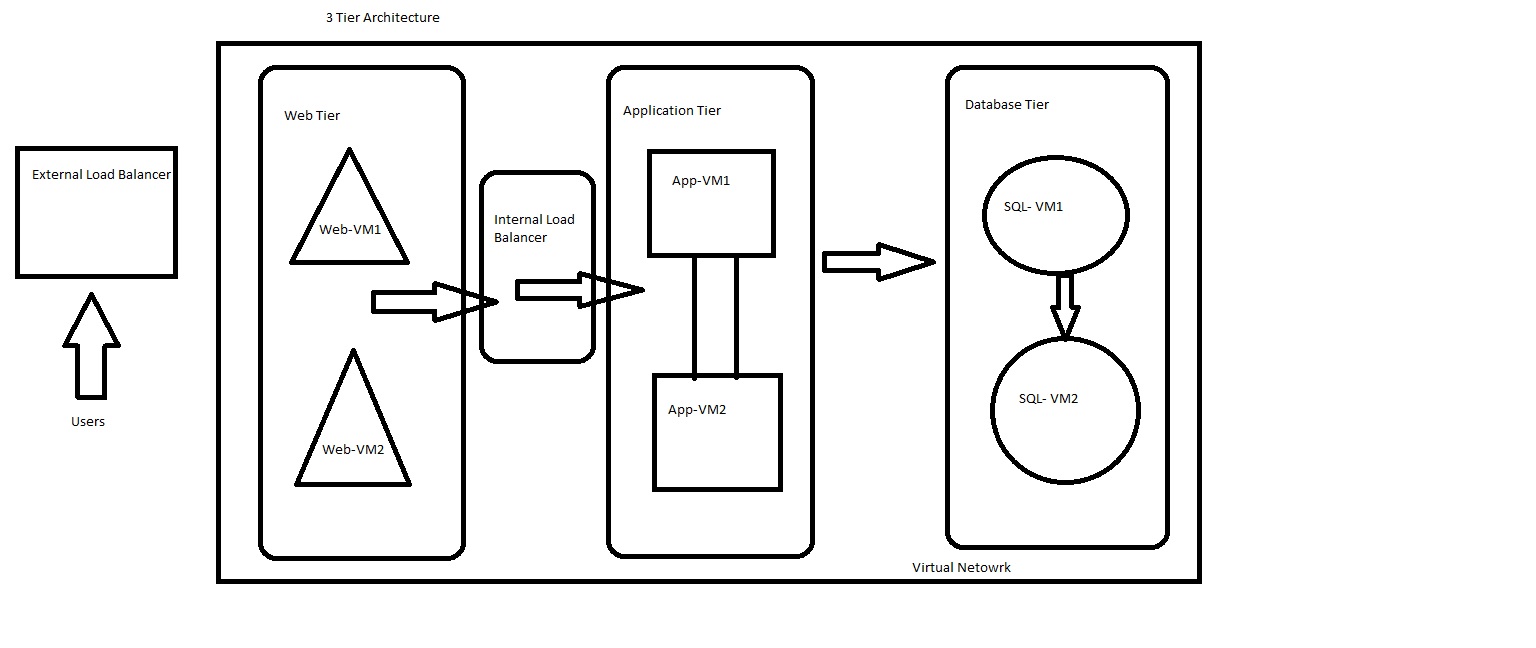 3 Tier Architecture
External Load Balancer
Users
Web Tier
Web-VM1
Web-VM2
Internal Load
Balancer
Application Tier
App-VM1
App-VM2
Database Tier
SQL- VM1
SQL- VM2
Virtual Netowrk